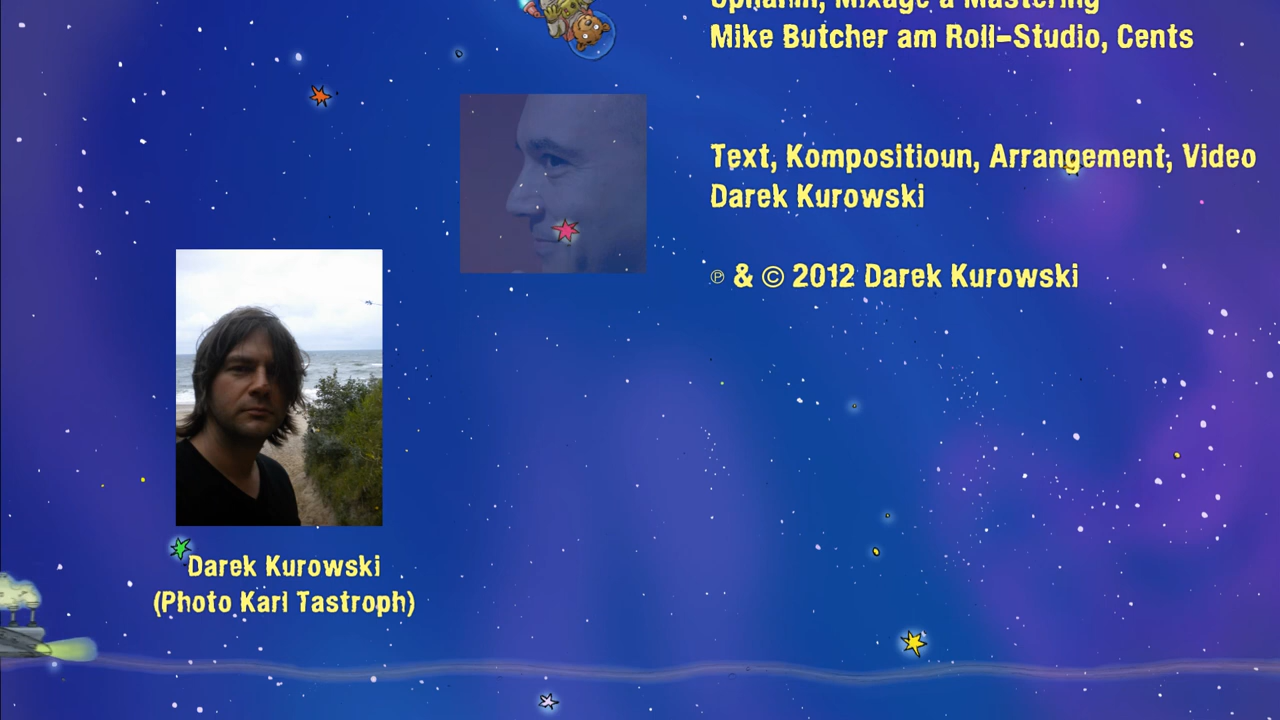 Mike Butcher am Roll-Studio, Cents
Text, Kompositioun, Arrangement, Video
Darek Kurowski
℗ & © 2012 Darek Kurowski
Darek Kurowski
(Photo Karl Tastroph)